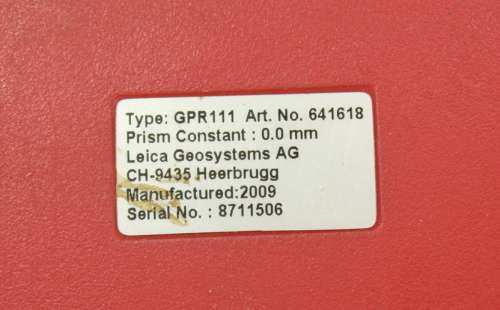 Type: GPR111 Art. No. 641618
Prism Constant : 0.0 mm
Leica Geosystems AG
CH-9435 Heerbrugg
Manufactured:2009
Serial No. : 8711506